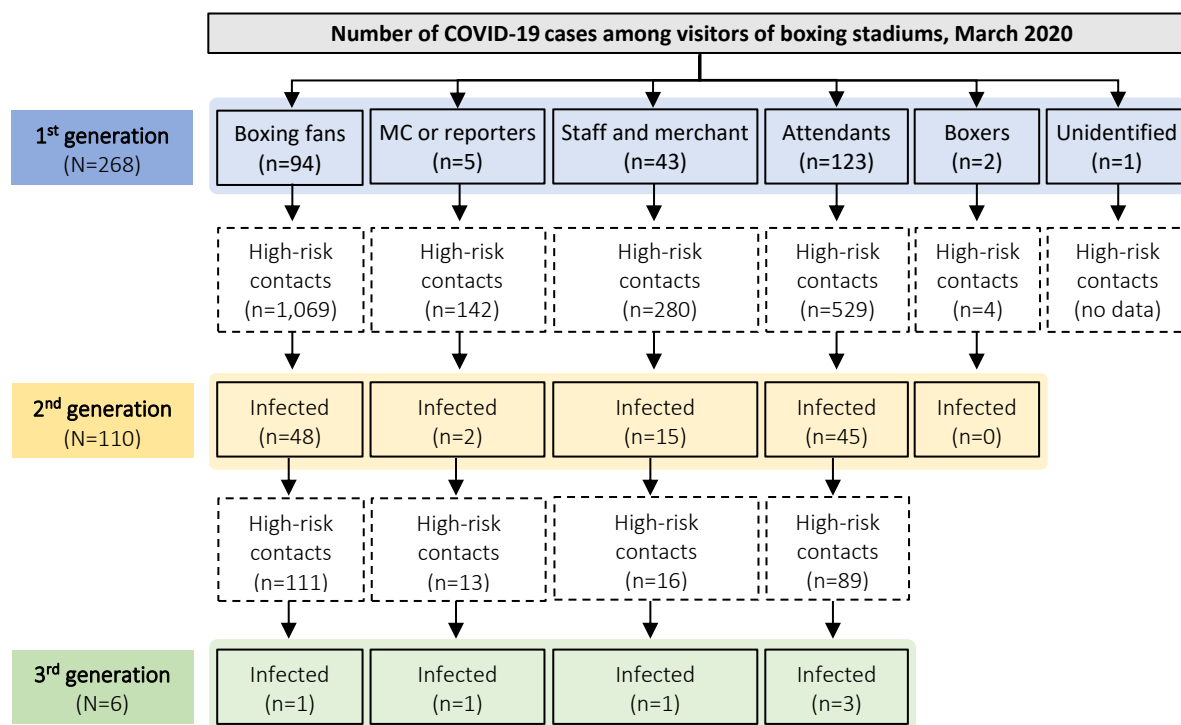 Number of COVID-19 cases among visitors of boxing stadiums, March 2020
1st generation
(N=268)
Boxing fans
(n=94)
MC or reporters
(n=5)
Staff and merchant
(n=43)
Attendants
(n=123)
Boxers
(n=2)
Unidentified
(n=1)
High-risk
contacts
(n=1,069)
High-risk
contacts
(n=142)
High-risk
contacts
(n=280)
High-risk
contacts
(n=529)
High-risk
contacts
(n=4)
High-risk
contacts
(no data)
2nd generation
(N=110)
Infected
(n=48)
Infected
(n=2)
Infected
(n=15)
Infected
(n=45)
Infected
(n=0)
High-risk
contacts
(n=111)
High-risk
contacts
(n=13)
High-risk
contacts
(n=16)
High-risk
contacts
(n=89)
3rd generation
(N=6)
Infected
(n=1)
Infected
(n=1)
Infected
(n=1)
Infected
(n=3)